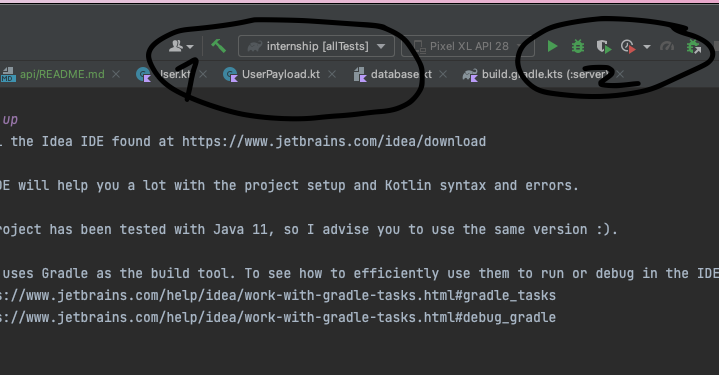 internship [allTests] Pixel XL API 28
MD api/README.md User.kt UserPayload.kt database.kt build.gradle.kts (:server)
1
2
up
the Idea IDE found at https://www.jetbrains.com/idea/download
DE will help you a lot with the project setup and Kotlin syntax and errors.
roject has been tested with Java 11, so I advise you to use the same version :).
uses Gradle as the build tool. To see how to efficiently use them to run or debug in the IDE
s://www.jetbrains.com/help/idea/work-with-gradle-tasks.html#gradle_tasks
s://www.jetbrains.com/help/idea/work-with-gradle-tasks.html#debug_gradle